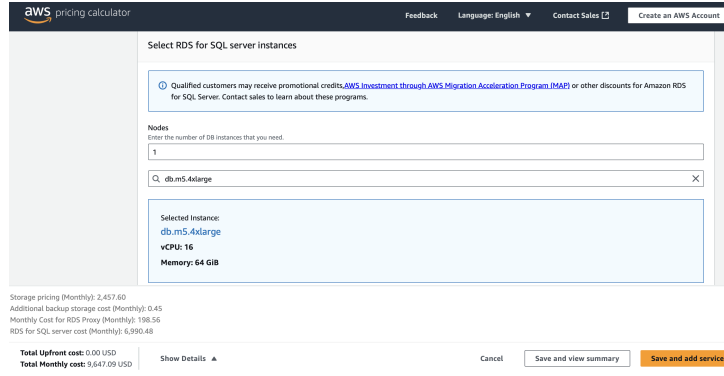 aws pricing calculator
Feedback Language: English ▼ Contact Sales Create an AWS Account
Select RDS for SQL server instances
Qualified customers may receive promotional credits,AWS Investment through AWS Migration Acceleration Program (MAP) or other discounts for Amazon RDS
for SQL Server. Contact sales to learn about these programs.
Nodes
Enter the number of DB instances that you need.
1
db.m5.4xlarge
Selected Instance:
db.m5.4xlarge
vCPU: 16
Memory: 64 GiB
Storage pricing (Monthly): 2,457.60
Additional backup storage cost (Monthly): 0.45
Monthly Cost for RDS Proxy (Monthly): 198.56
RDS for SQL server cost (Monthly): 6,990.48
Total Upfront cost: 0.00 USD
Total Monthly cost: 9,647.09 USD
Show Details ▲ Cancel Save and view summary Save and add service